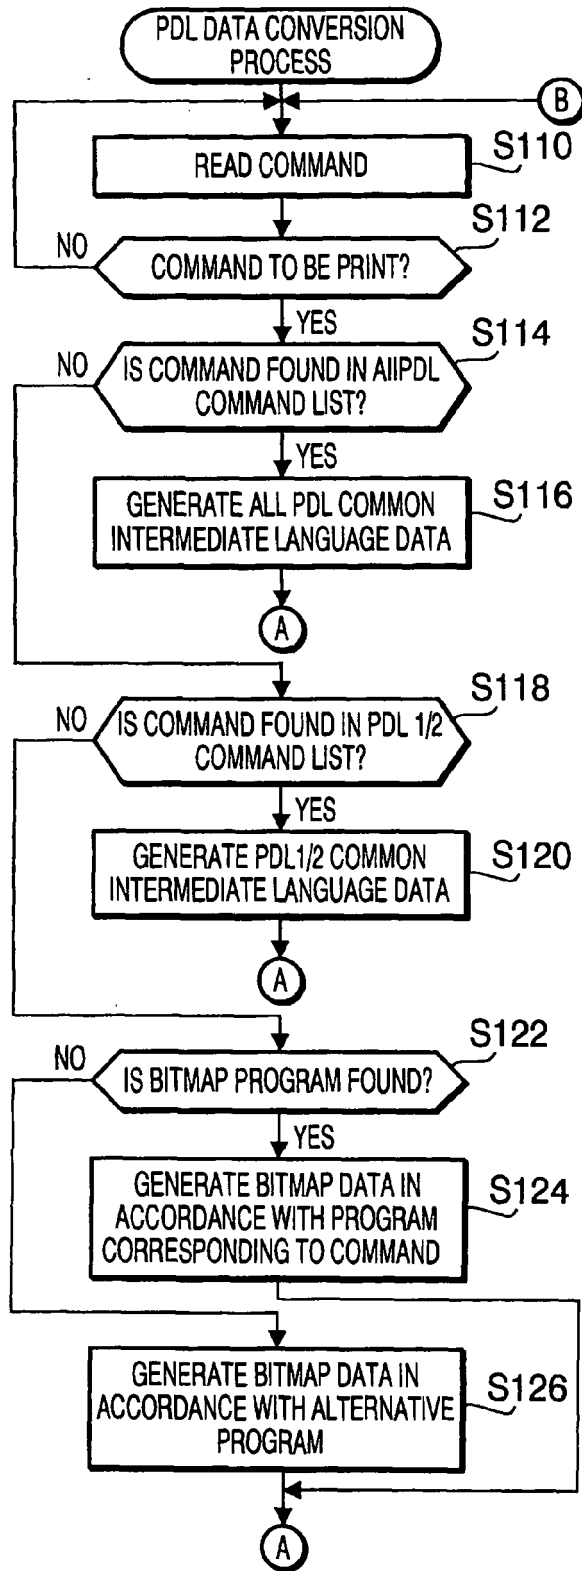 PDL DATA CONVERSION
PROCESS
B
S110
READ COMMAND
S112
NO
COMMAND TO BE PRINT?
YES
S114
NO
IS COMMAND FOUND IN AllPDL
COMMAND LIST?
YES
S116
GENERATE ALL PDL COMMON
INTERMEDIATE LANGUAGE DATA
A
S118
NO
IS COMMAND FOUND IN PDL 1/2
COMMAND LIST?
YES
S120
GENERATE PDL1/2 COMMON
INTERMEDIATE LANGUAGE DATA
A
S122
NO
IS BITMAP PROGRAM FOUND?
YES
S124
GENERATE BITMAP DATA IN
ACCORDANCE WITH PROGRAM
CORRESPONDING TO COMMAND
S126
GENERATE BITMAP DATA IN
ACCORDANCE WITH ALTERNATIVE
PROGRAM
A